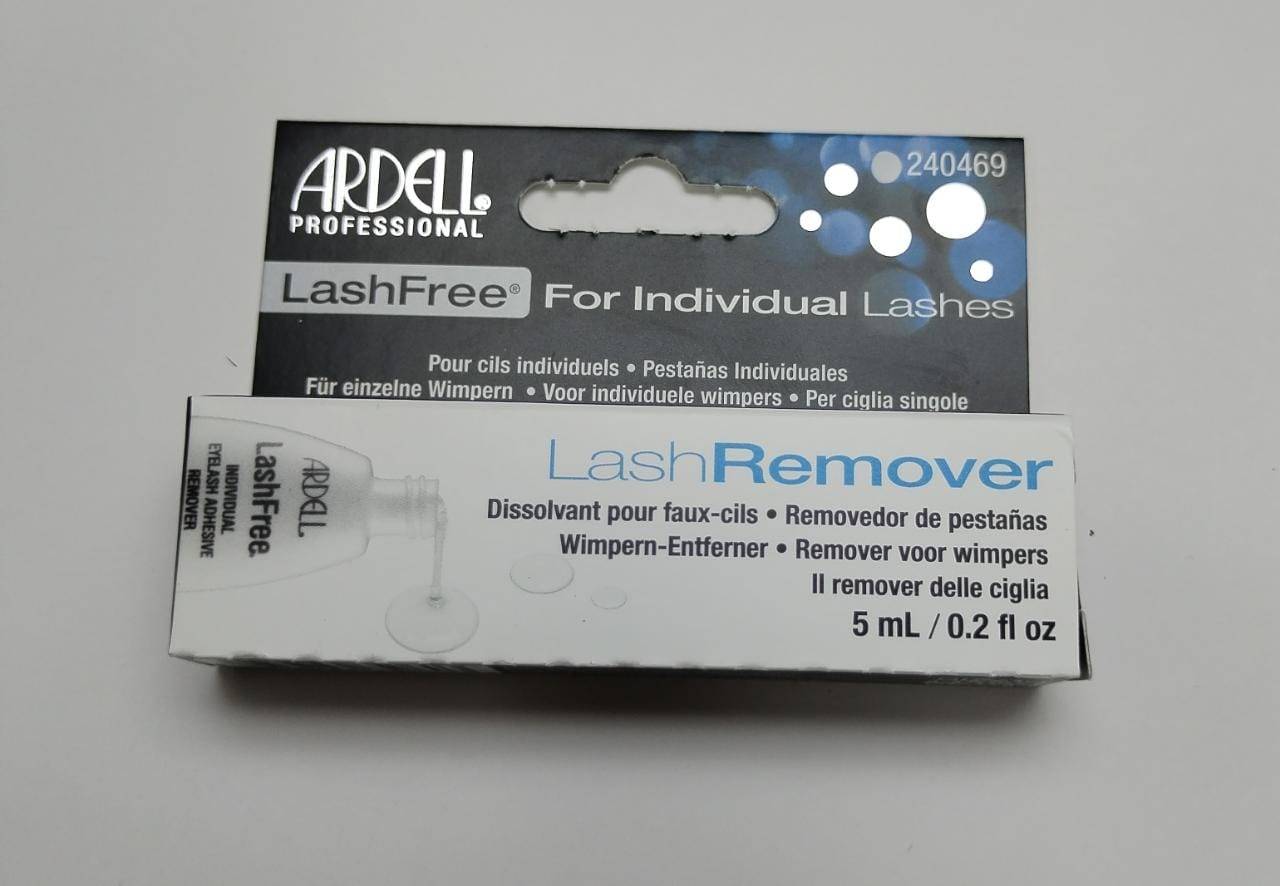 ARDELL®
PROFESSIONAL
240469
LashFree® For Individual Lashes
Pour cils individuels • Pestañas Individuales
Für einzelne Wimpern • Voor individuele wimpers • Per ciglia singole
LashRemover
Dissolvant pour faux-cils • Removedor de pestañas
Wimpern-Entferner • Remover voor wimpers
Il remover delle ciglia
5 mL / 0.2 fl oz
ARDELL
LashFree
INDIVIDUAL
EYELASH ADHESIVE
REMOVER